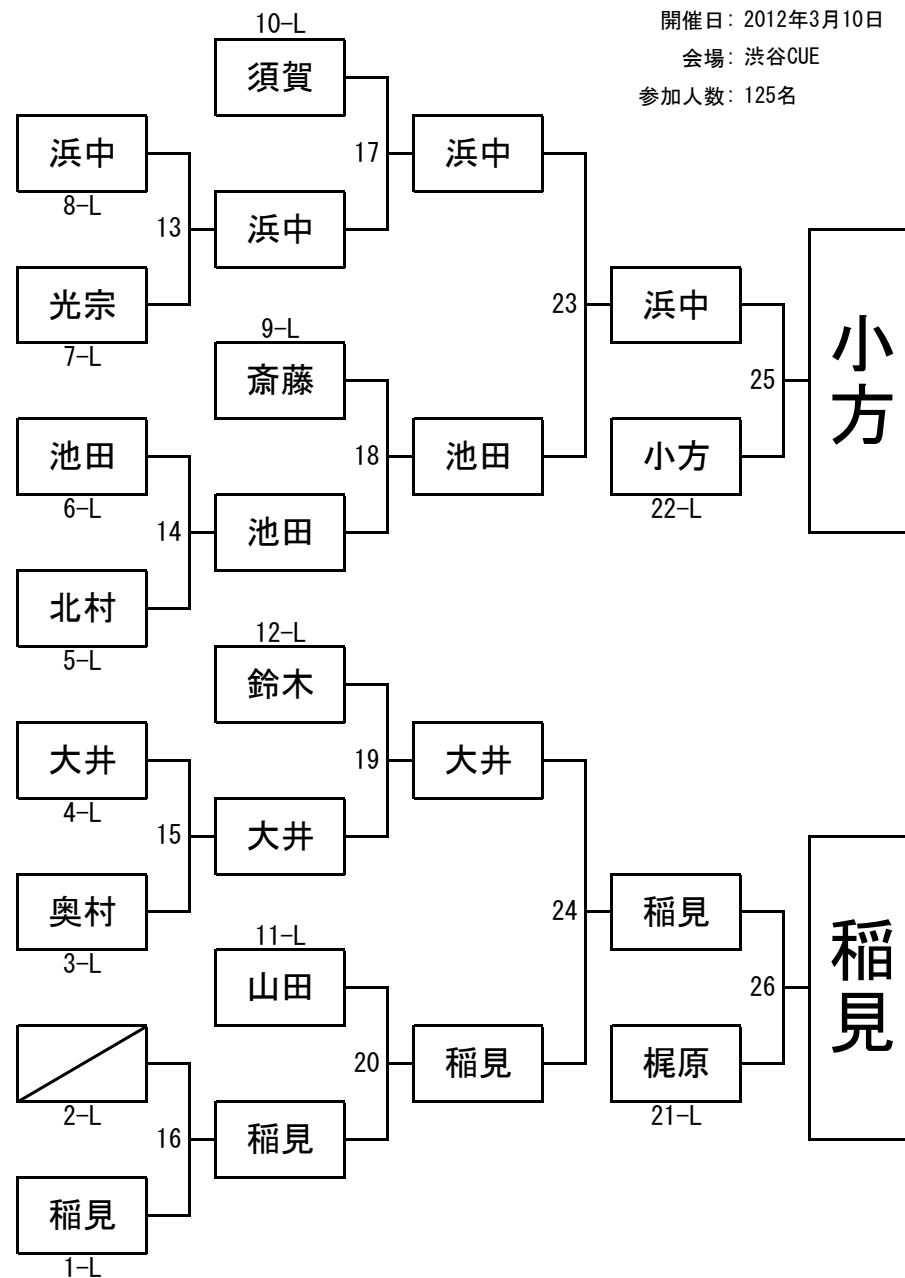 開催日: 2012年3月10日
会場: 渋谷CUE
参加人数: 125名
10-L
須賀
浜中
8-L
17
浜中
13
浜中
光宗
7-L
23
浜中
9-L
斎藤
25
小方
池田
6-L
18
池田
小方
22-L
14
池田
北村
5-L
12-L
鈴木
大井
4-L
19
大井
15
大井
奥村
3-L
24
稲見
11-L
山田
26
稲見
2-L
20
稲見
梶原
21-L
16
稲見
稲見
1-L